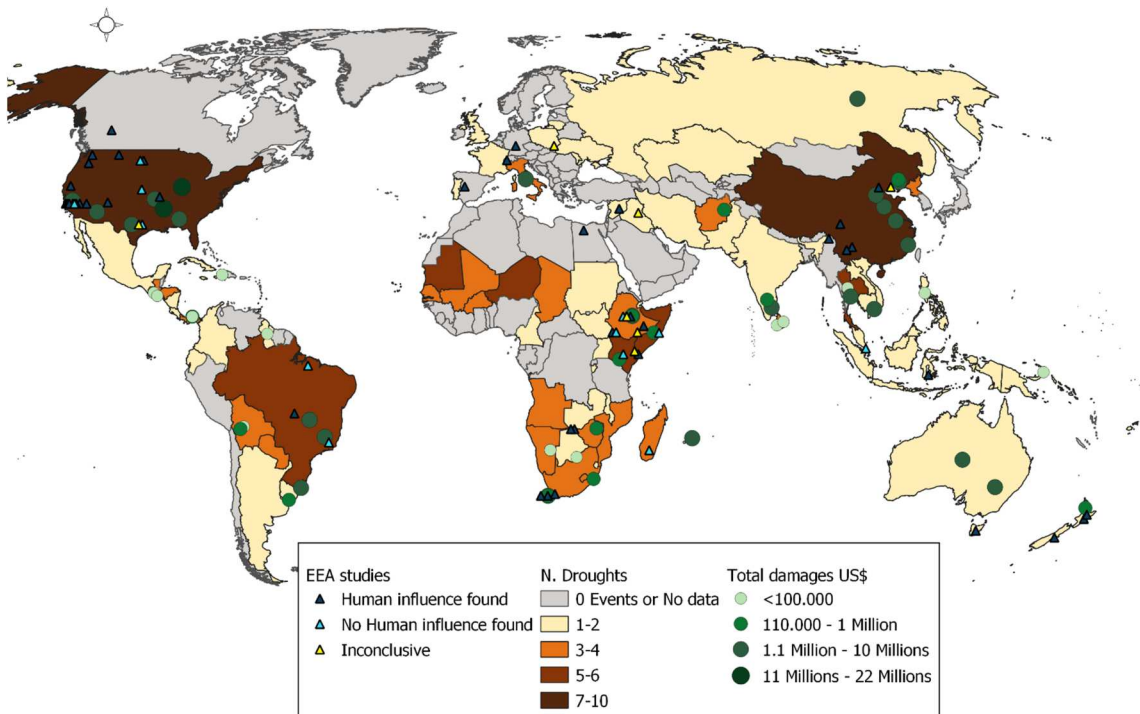 EEA studies
Human influence found
No Human influence found
Inconclusive
N. Droughts
0 Events or No data
1-2
3-4
5-6
7-10
Total damages US$
<100.000
110.000 - 1 Million
1.1 Million - 10 Millions
11 Millions - 22 Millions